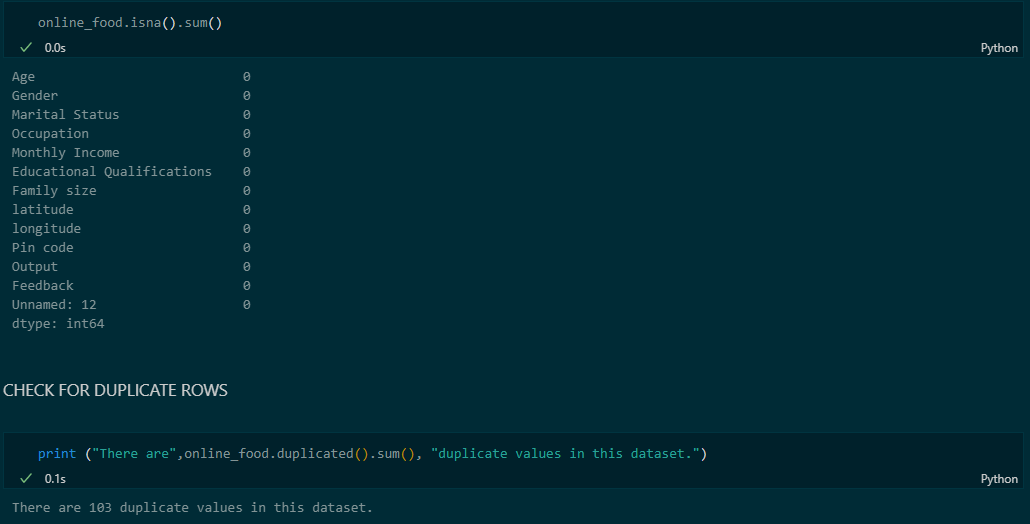 online_food.isna().sum()
0.0s
Python
Age 0
Gender 0
Marital Status 0
Occupation 0
Monthly Income 0
Educational Qualifications 0
Family size 0
latitude 0
longitude 0
Pin code 0
Output 0
Feedback 0
Unnamed: 12 0
dtype: int64
CHECK FOR DUPLICATE ROWS
print ("There are",online_food.duplicated().sum(), "duplicate values in this dataset.")
0.1s
Python
There are 103 duplicate values in this dataset.